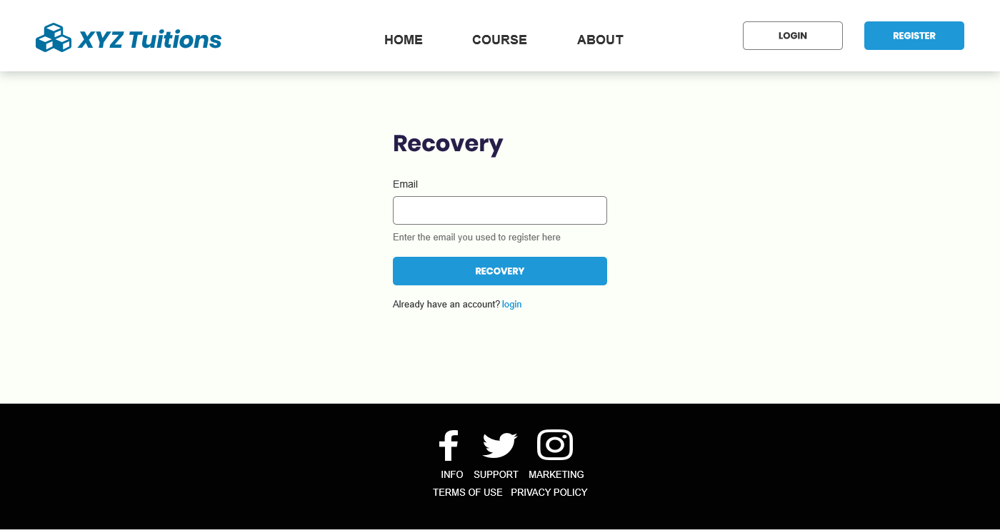 XYZ Tuitions
HOME COURSE ABOUT
LOGIN REGISTER
Recovery
Email
Enter the email you used to register here
RECOVERY
Already have an account? login
INFO SUPPORT MARKETING
TERMS OF USE PRIVACY POLICY